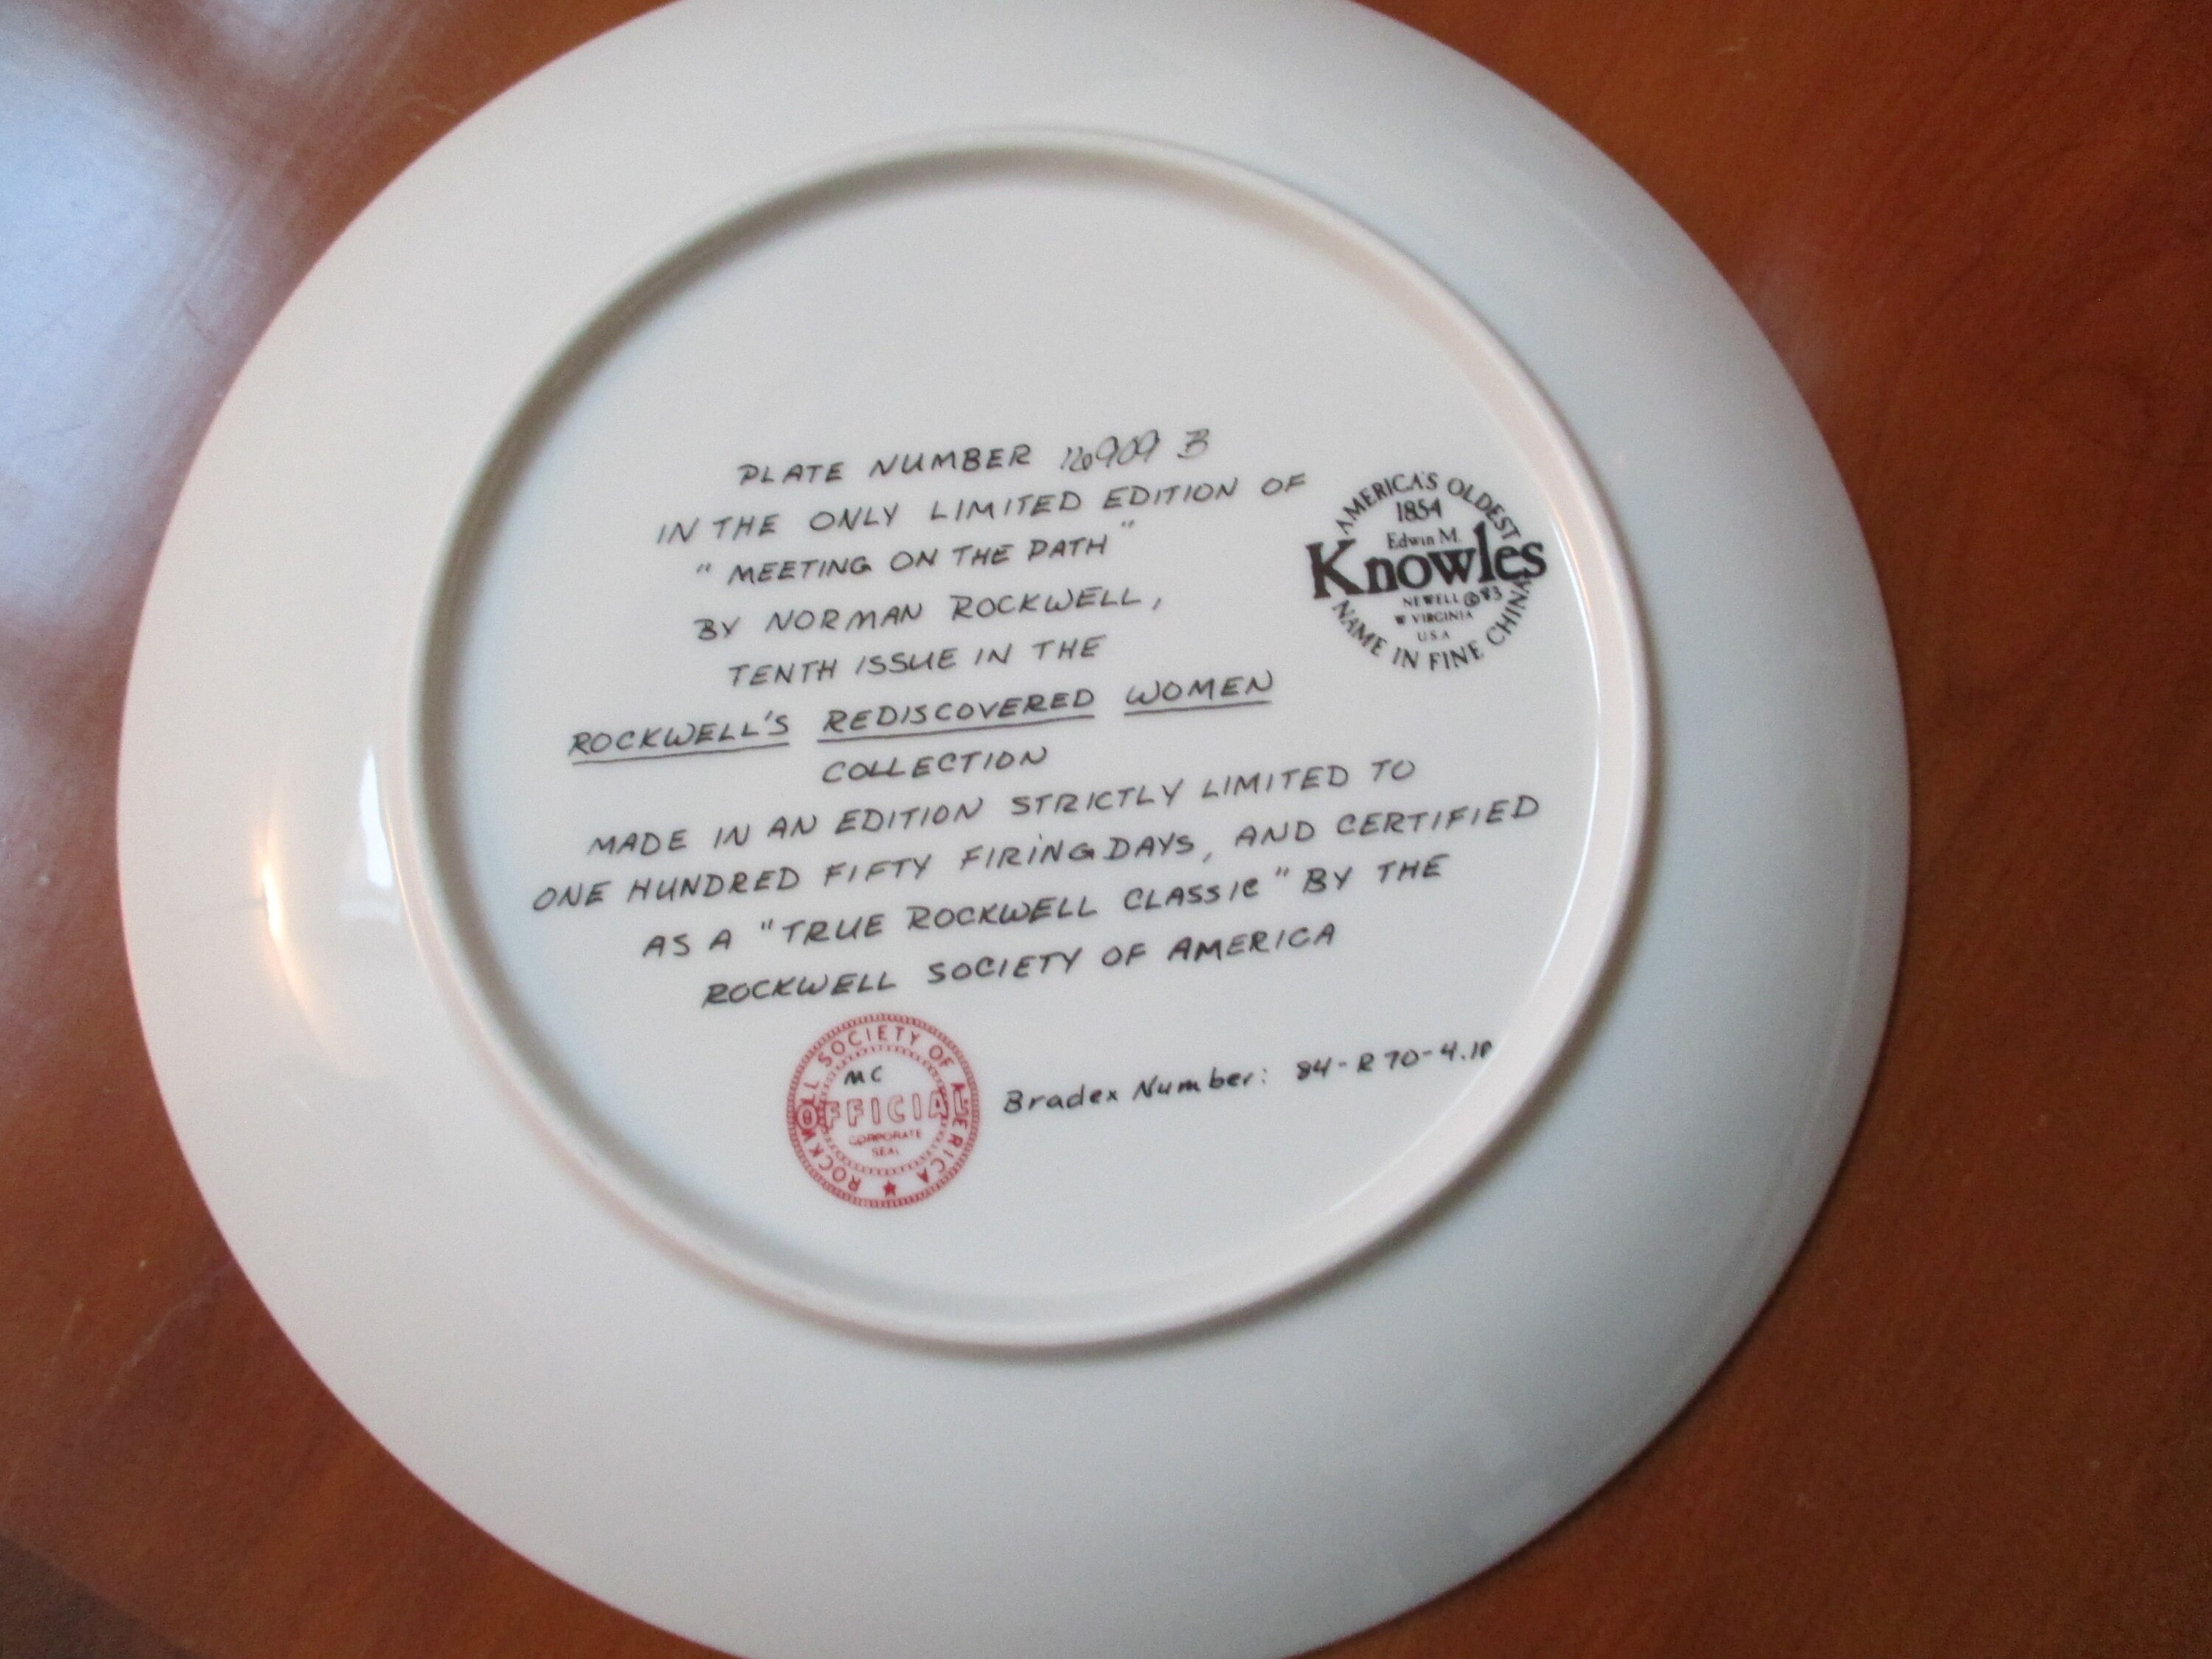 PLATE NUMBER 16909 B
IN THE ONLY LIMITED EDITION OF
" MEETING ON THE PATH "
BY NORMAN ROCKWELL,
TENTH ISSUE IN THE
ROCKWELL'S REDISCOVERED WOMEN
COLLECTION
MADE IN AN EDITION STRICTLY LIMITED TO
ONE HUNDRED FIFTY FIRING DAYS, AND CERTIFIED
AS A "TRUE ROCKWELL CLASSIC" BY THE
ROCKWELL SOCIETY OF AMERICA
AMERICA'S OLDEST
1854
Edwin M.
Knowles
NEWELL © 83
W VIRGINIA
USA
NAME IN FINE CHINA
ROCKWELL SOCIETY OF AMERICA
MC
OFFICIAL
CORPORATE
SEAL
Bradex Number: 84-R70-4.10